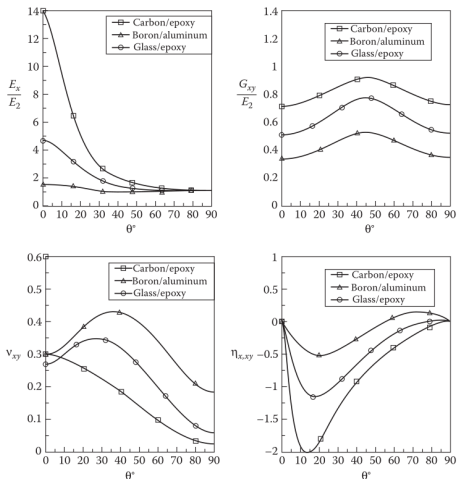 14
12
10
8
6
4
2
0
E_x
E_2
Carbon/epoxy
Boron/aluminum
Glass/epoxy
0 10 20 30 40 50 60 70 80 90
θ°
1.4
1.2
1
0.8
0.6
0.4
0.2
0
G_xy
E_2
Carbon/epoxy
Boron/aluminum
Glass/epoxy
0 10 20 30 40 50 60 70 80 90
θ°
0.6
0.5
0.4
0.3
0.2
0.1
0
ν_xy
Carbon/epoxy
Boron/aluminum
Glass/epoxy
0 10 20 30 40 50 60 70 80 90
θ°
1
0.5
0
−0.5
−1
−1.5
−2
η_x,xy
Carbon/epoxy
Boron/aluminum
Glass/epoxy
0 10 20 30 40 50 60 70 80 90
θ°